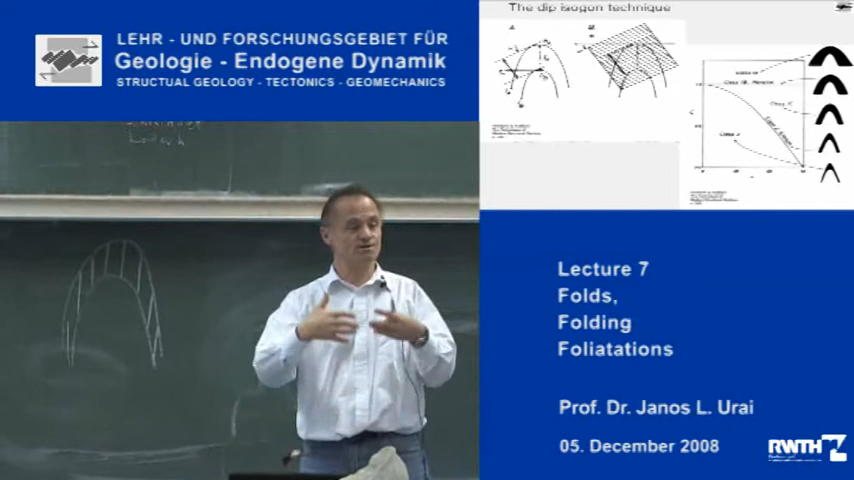 LEHR - UND FORSCHUNGSGEBIET FÜR
Geologie - Endogene Dynamik
STRUCTUAL GEOLOGY - TECTONICS - GEOMECHANICS
The dip isogon technique
Lecture 7
Folds,
Folding
Foliatations
Prof. Dr. Janos L. Urai
05. December 2008
RWTH